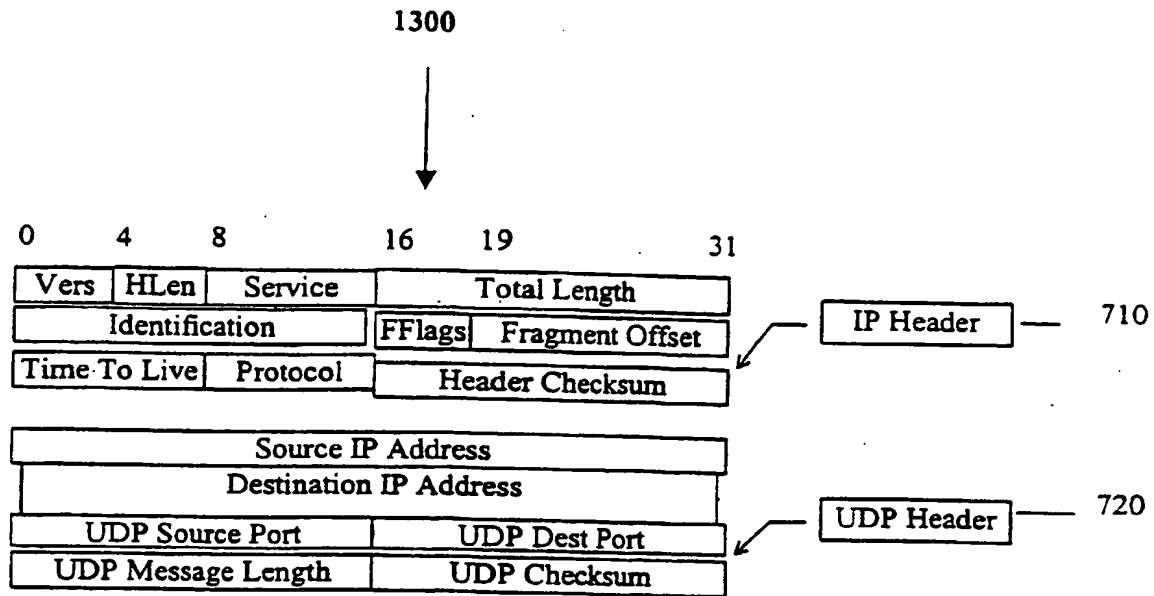 1300
0 4 8 16 19 31
Vers HLen Service Total Length
Identification FFlags Fragment Offset IP Header 710
Time To Live Protocol Header Checksum
Source IP Address
Destination IP Address
UDP Source Port UDP Dest Port UDP Header 720
UDP Message Length UDP Checksum